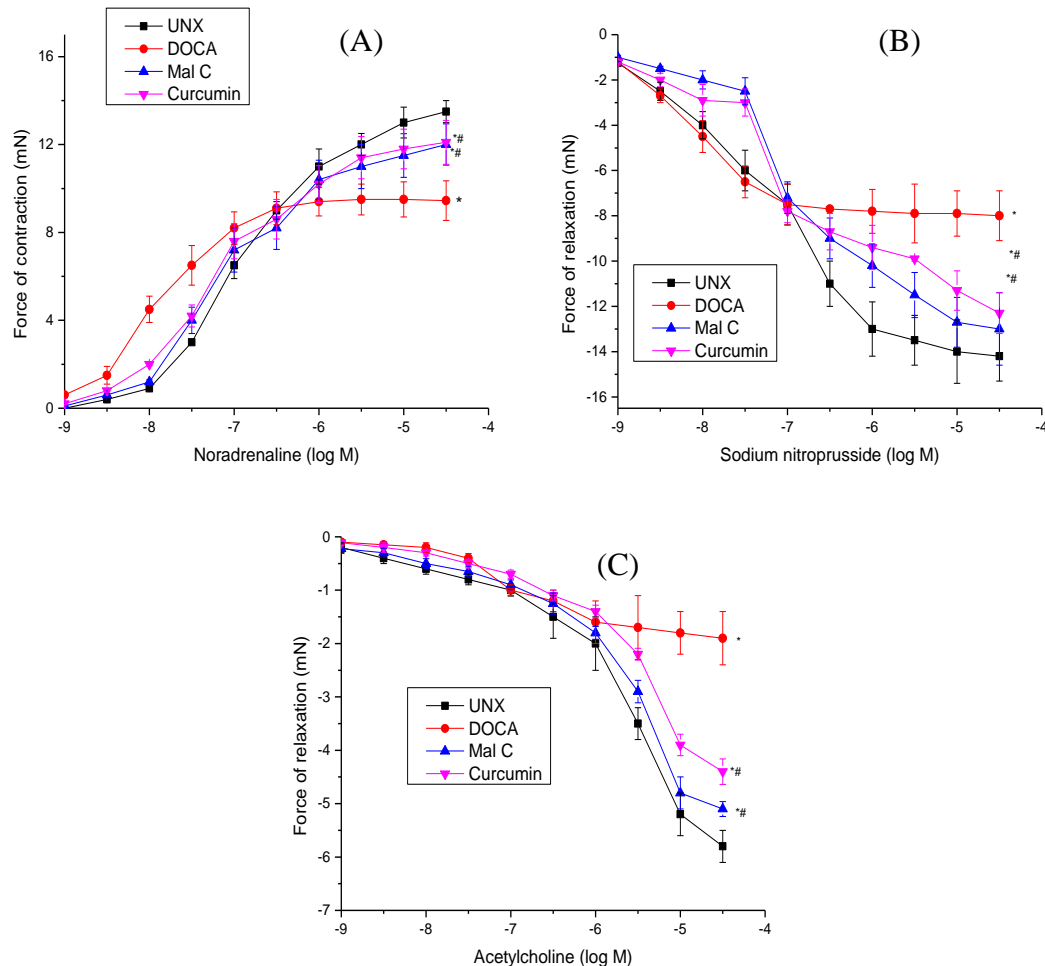 (A)
UNX
DOCA
Mal C
Curcumin
Force of contraction (mN)
16
12
8
4
0
*#
*#
*
-9 -8 -7 -6 -5 -4
Noradrenaline (log M)
(B)
Force of relaxation (mN)
0
-2
-4
-6
-8
-10
-12
-14
-16
*
*#
*#
UNX
DOCA
Mal C
Curcumin
-9 -8 -7 -6 -5 -4
Sodium nitroprusside (log M)
(C)
Force of relaxation (mN)
0
-1
-2
-3
-4
-5
-6
-7
UNX
DOCA
Mal C
Curcumin
*
*#
*#
-9 -8 -7 -6 -5 -4
Acetylcholine (log M)